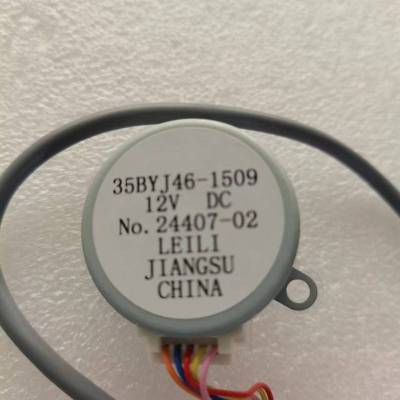 35BYJ46-1509
12V DC
No. 24407-02
LEILI
JIANGSU
CHINA